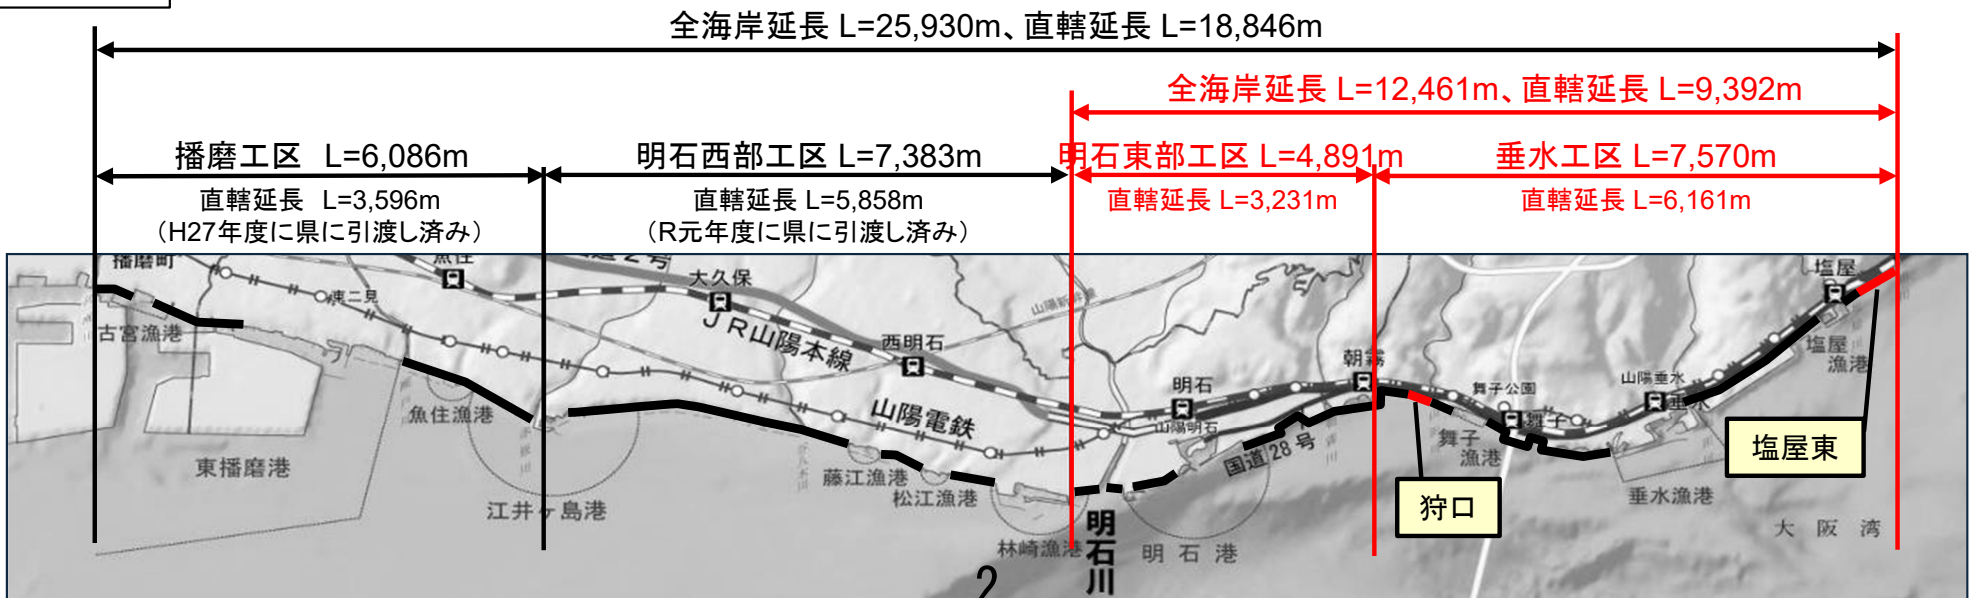 全海岸延長 L=25,930m、直轄延長 L=18,846m
全海岸延長 L=12,461m、直轄延長 L=9,392m
播磨工区 L=6,086m
明石西部工区 L=7,383m
明石東部工区 L=4,891m
垂水工区 L=7,570m
直轄延長 L=3,596m
（H27年度に県に引渡し済み）
直轄延長 L=5,858m
（R元年度に県に引渡し済み）
直轄延長 L=3,231m
直轄延長 L=6,161m
播磨町
魚住
東二見
大久保
山陽新幹線
JR山陽本線
西明石
山陽電鉄
明石
山陽明石
朝霧
舞子公園
舞子
山陽垂水
垂水
塩屋
国道28号
古宮漁港
東播磨港
魚住漁港
江井ヶ島港
藤江漁港
松江漁港
林崎漁港
明石川
明石港
舞子
漁港
垂水漁港
塩屋
漁港
大阪湾
狩口
塩屋東
2